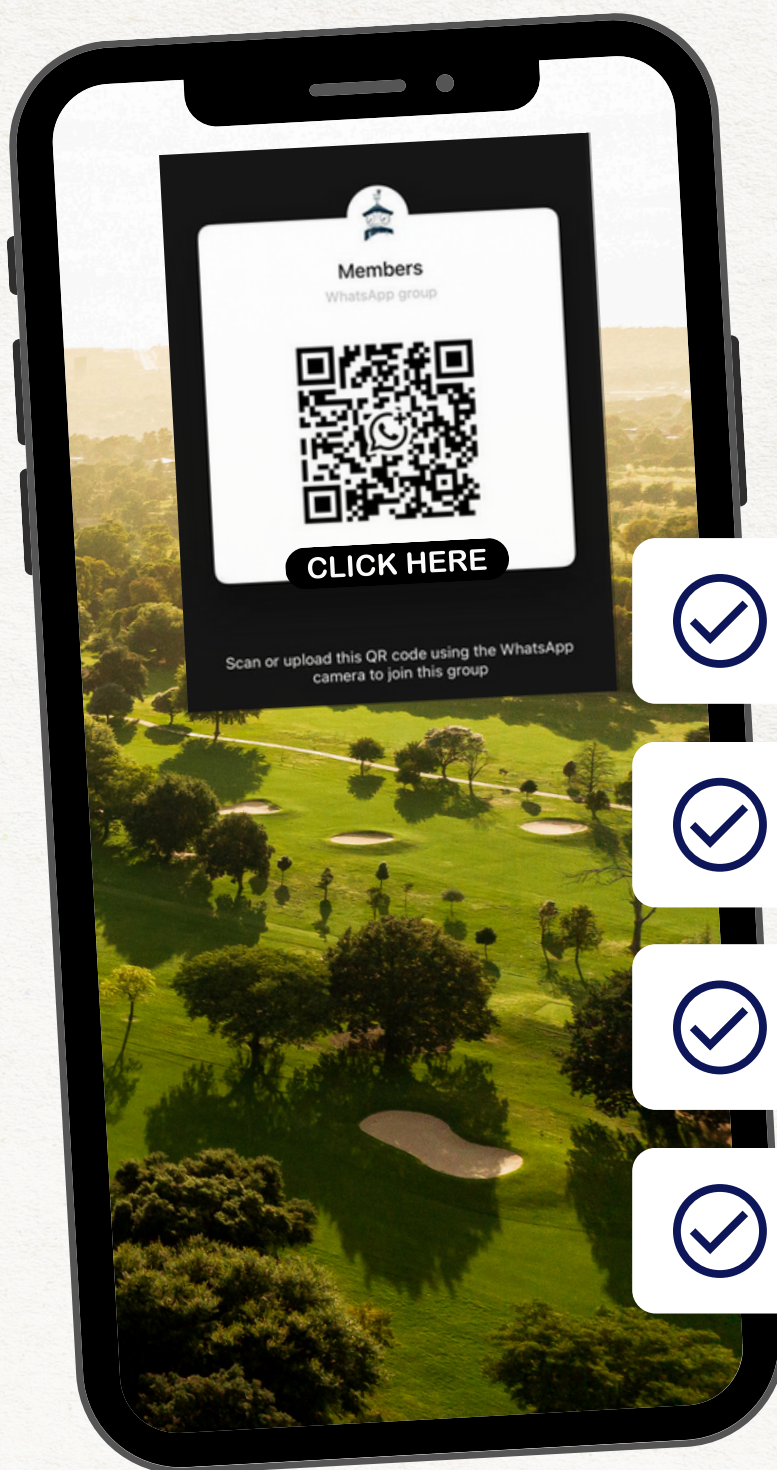 Members
WhatsApp group
CLICK HERE
Scan or upload this QR code using the WhatsApp
camera to join this group